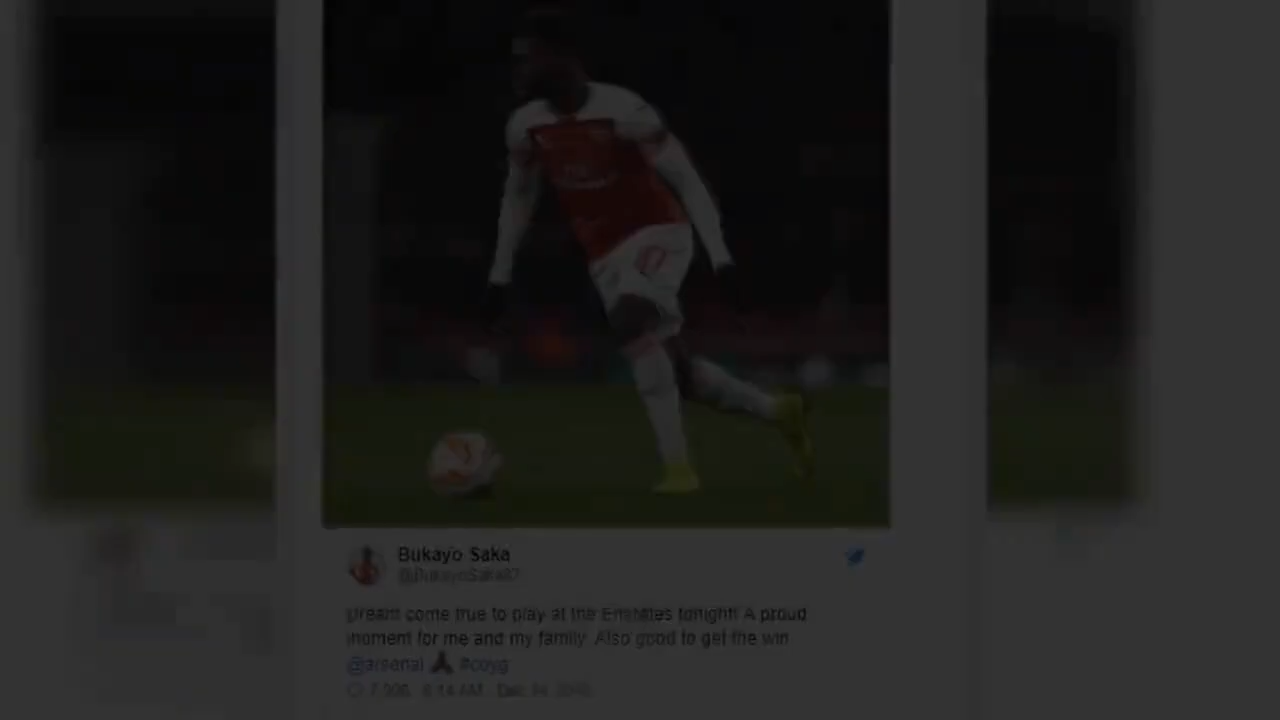 Bukayo Saka
@BukayoSaka87
Dream come true to play at the Emirates tonight! A proud
moment for me and my family. Also good to get the win
@arsenal #coyg